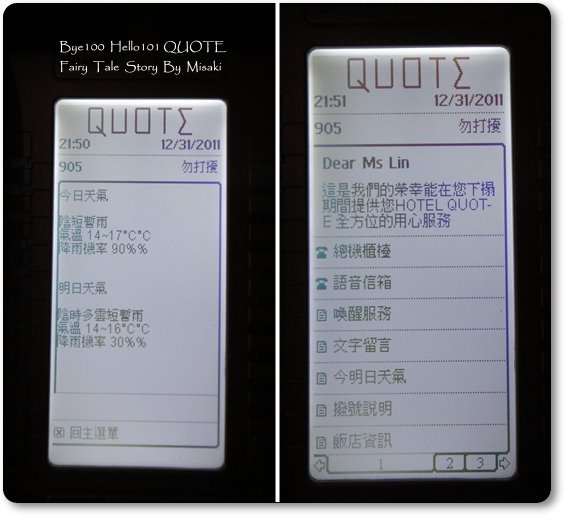 Bye100 Hello101 QUOTE
Fairy Tale Story By Misaki
QUOTE
21:50 12/31/2011
905 勿打擾
今日天氣
陰短暫雨
氣溫 14~17°C°C
降雨機率 90%%
明日天氣
陰時多雲短暫雨
氣溫 14~16°C°C
降雨機率 30%%
回主選單
QUOTE
21:51 12/31/2011
905 勿打擾
Dear Ms Lin
這是我們的榮幸能在您下榻
期間提供您HOTEL QUOT-
E 全方位的用心服務
總機櫃檯
語音信箱
喚醒服務
文字留言
今明日天氣
撥號說明
飯店資訊
1 2 3